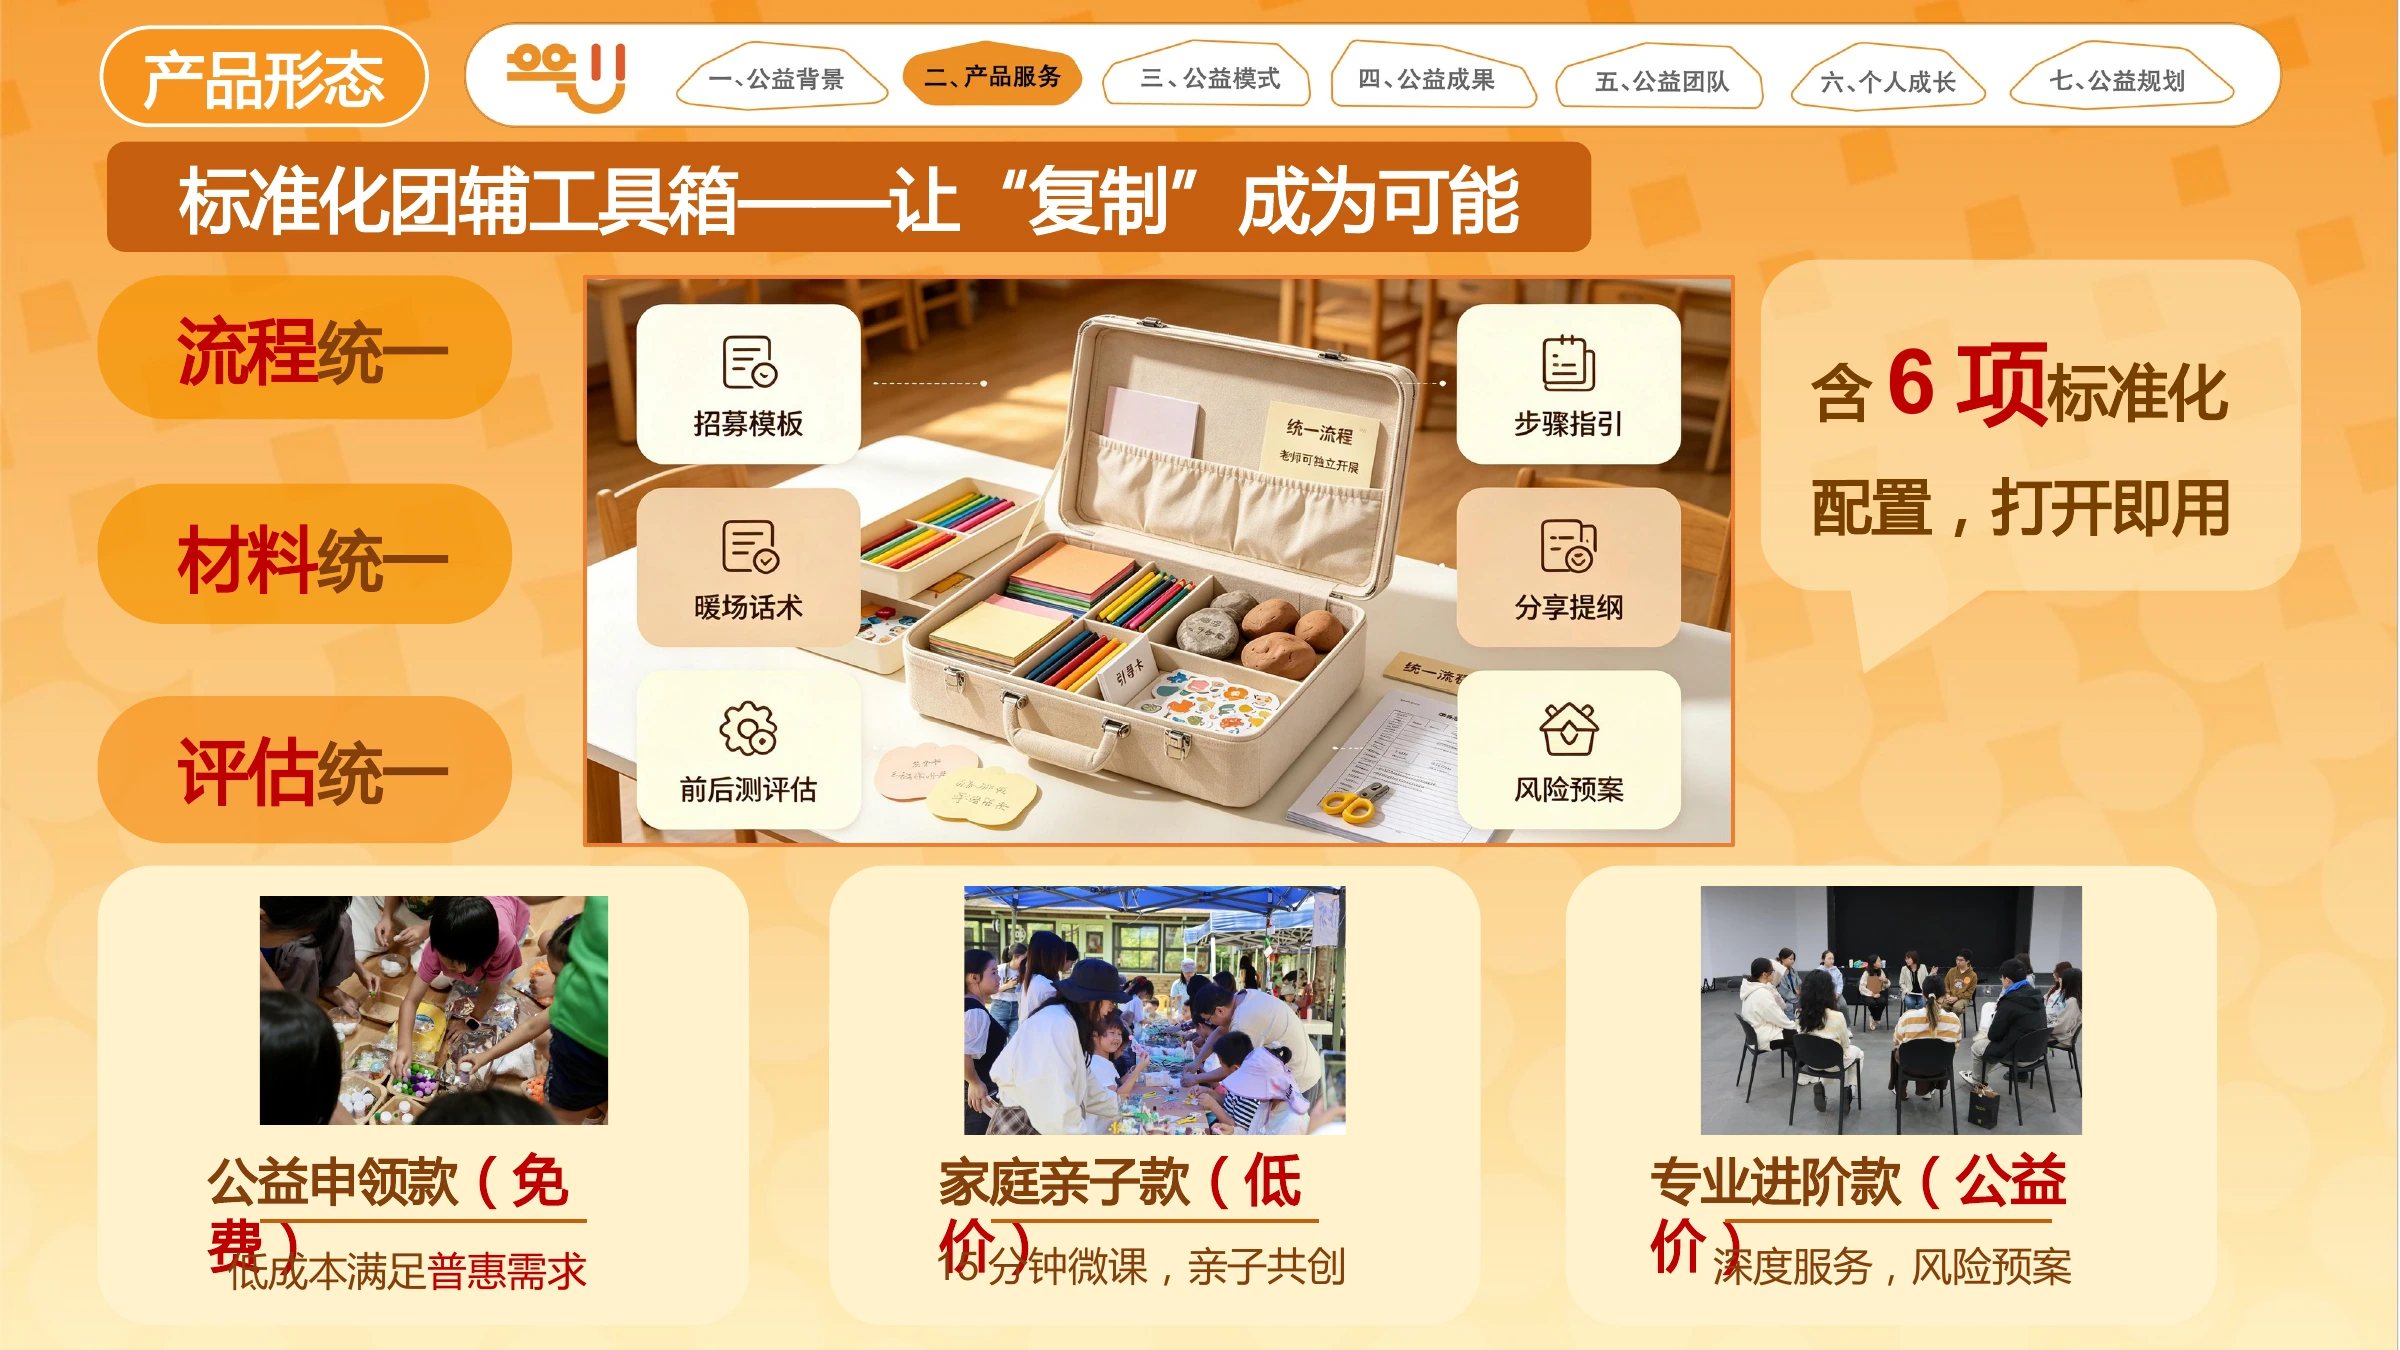 产品形态
一、公益背景
二、产品服务
三、公益模式
四、公益成果
五、公益团队
六、个人成长
七、公益规划
标准化团辅工具箱——让“复制”成为可能
流程统一
材料统一
评估统一
招募模板
暖场话术
前后测评估
步骤指引
分享提纲
风险预案
统一流程
老师可独立开展
引导卡
统一流程
含6项标准化
配置，打开即用
公益申领款（免
费）
低成本满足普惠需求
家庭亲子款（低
价）
15分钟微课，亲子共创
专业进阶款（公益
价）
深度服务，风险预案